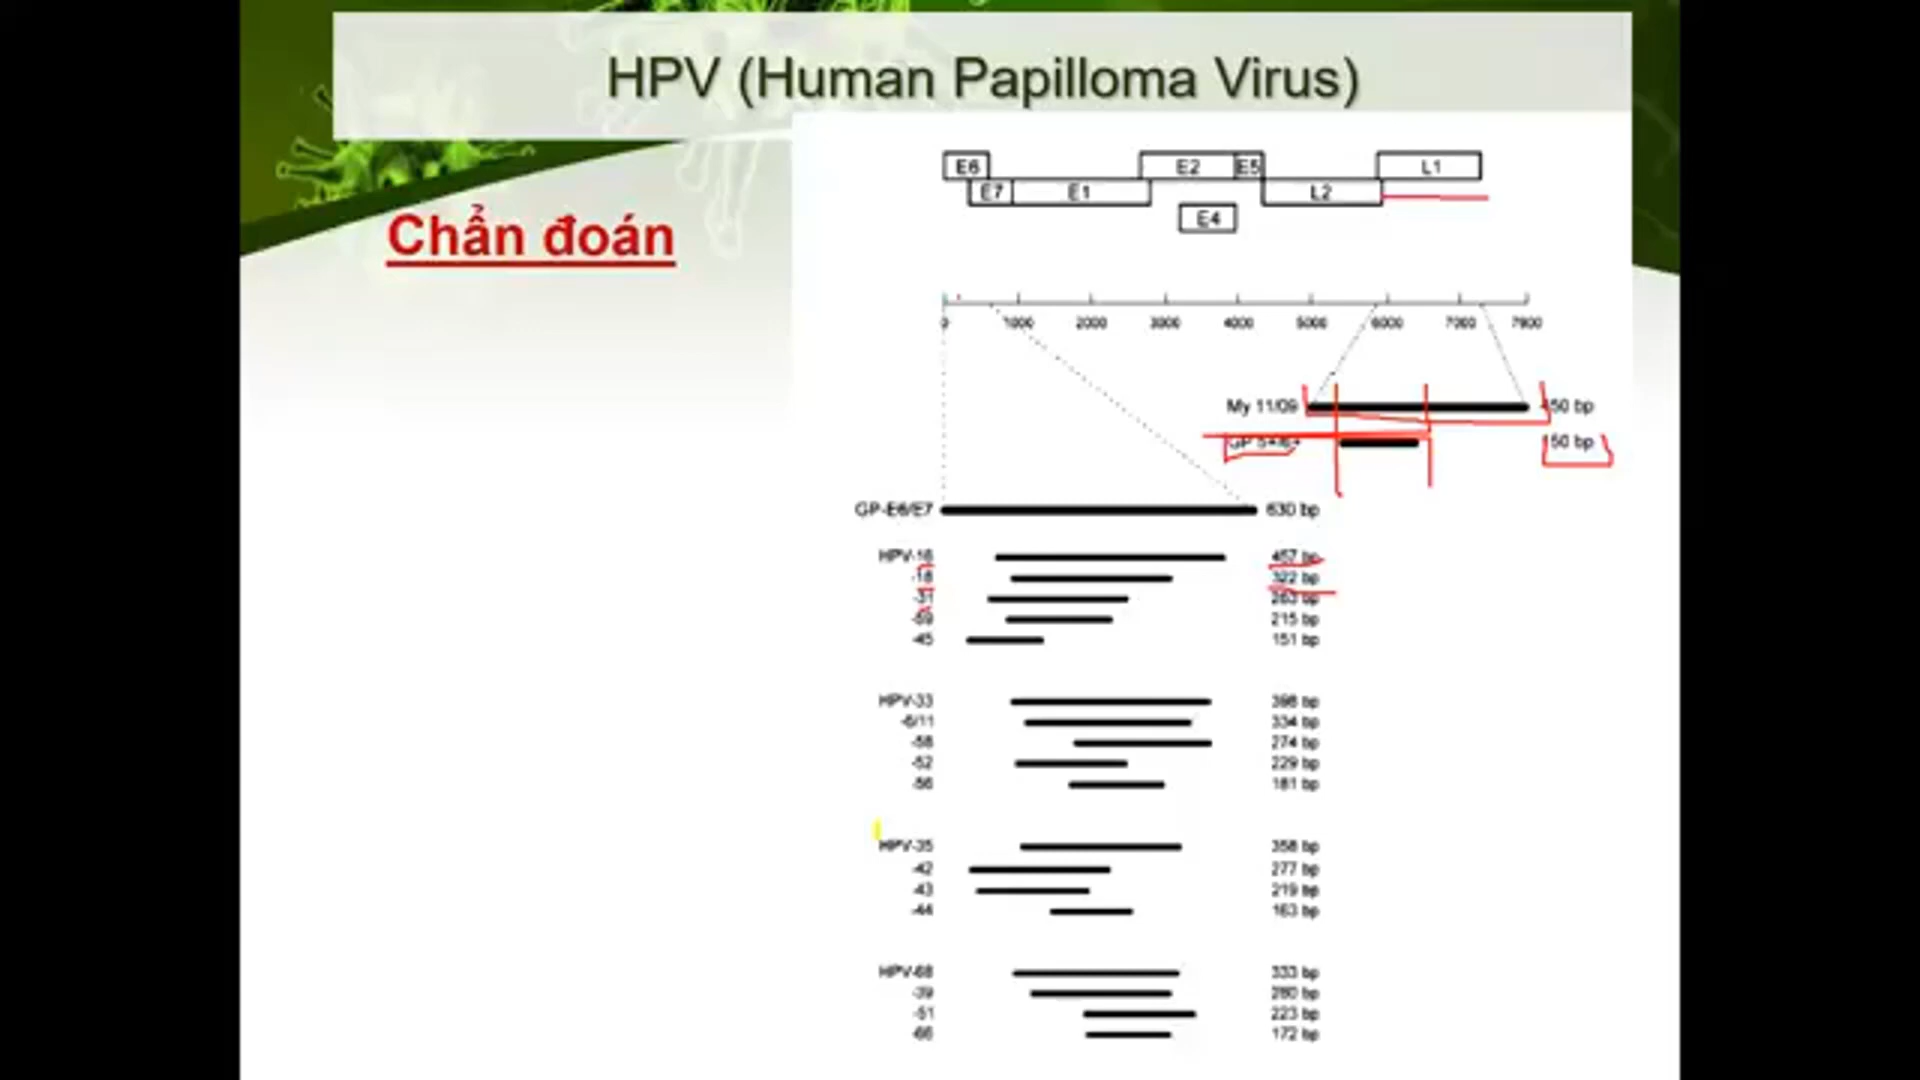 HPV (Human Papilloma Virus)
Chẩn đoán
E6 E2 E5 L1
E7 E1 L2
E4
0 1000 2000 3000 4000 5000 6000 7000 7900
My 11/09 450 bp
GP 5+/6+ 150 bp
GP-E6/E7 630 bp
HPV-16 457 bp
-18 322 bp
-31 263 bp
-59 215 bp
-45 151 bp
HPV-33 398 bp
-6/11 334 bp
-58 274 bp
-52 229 bp
-56 181 bp
HPV-35 358 bp
-42 277 bp
-43 219 bp
-44 163 bp
HPV-68 333 bp
-39 280 bp
-51 223 bp
-66 172 bp